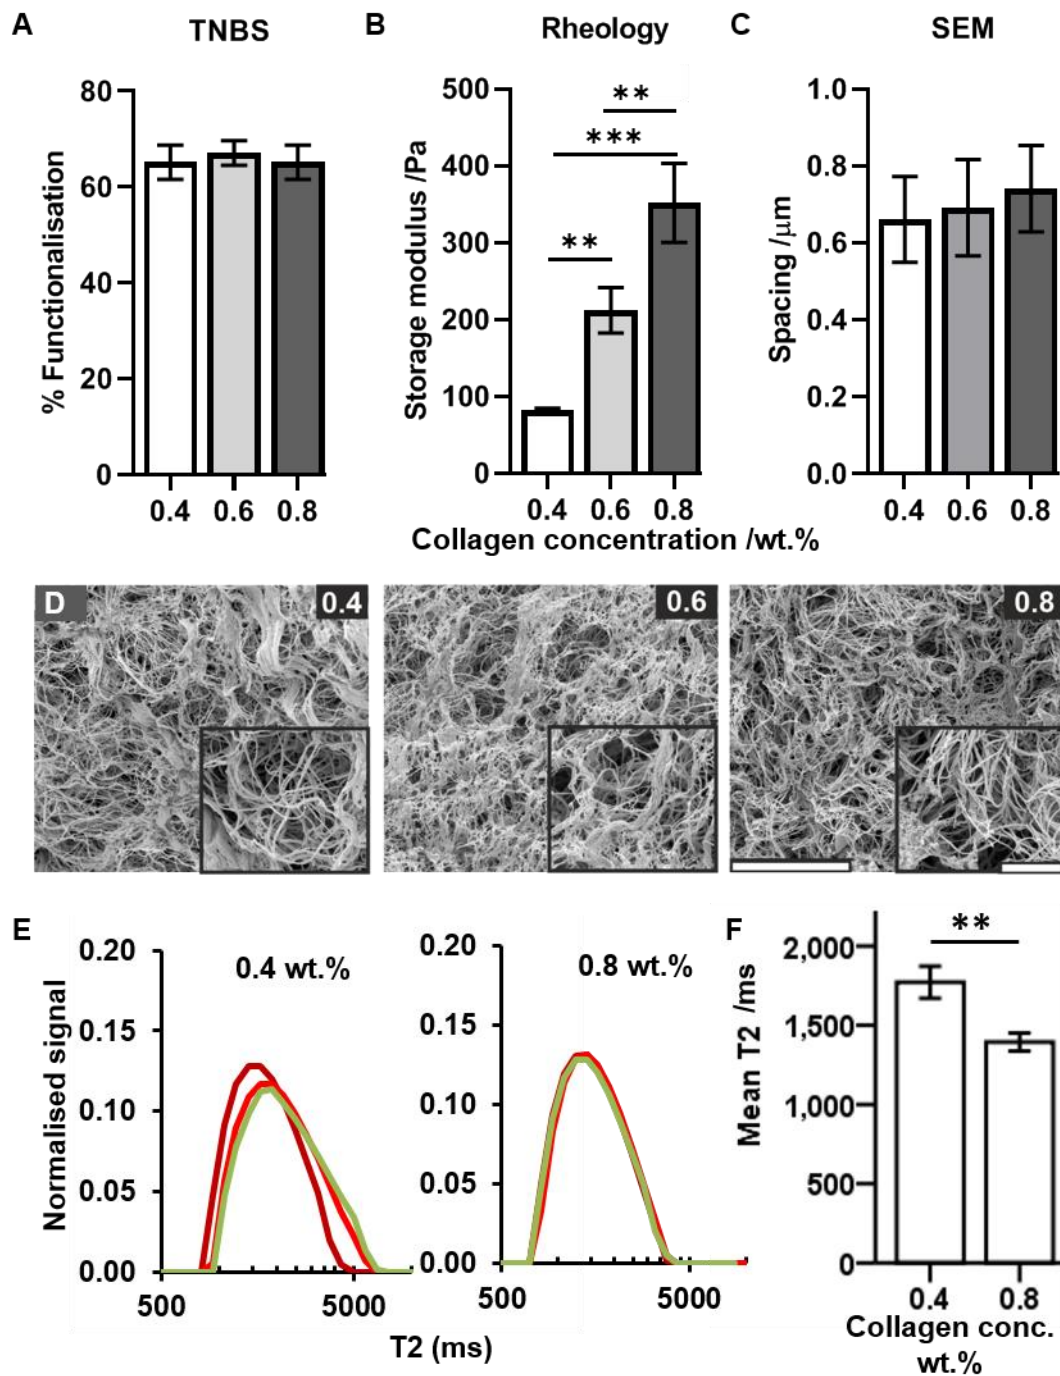 A
TNBS
% Functionalisation
80
60
40
20
0
0.4 0.6 0.8
B
Rheology
Storage modulus /Pa
500
400
300
200
100
0
**
***
**
0.4 0.6 0.8
C
SEM
Spacing /μm
1.0
0.8
0.6
0.4
0.2
0.0
0.4 0.6 0.8
Collagen concentration /wt.%
D
0.4
0.6
0.8
E
Normalised signal
0.20
0.15
0.10
0.05
0.00
0.4 wt.%
500 5000
0.20
0.15
0.10
0.05
0.00
0.8 wt.%
500 5000
T2 (ms)
F
Mean T2 /ms
2,000
1,500
1,000
500
0
**
0.4 0.8
Collagen conc.
wt.%